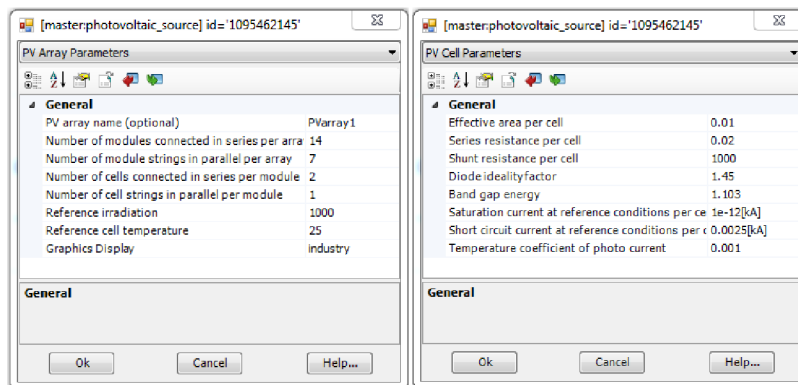 [master:photovoltaic_source] id='1095462145'
PV Array Parameters
General
PV array name (optional) PVarray1
Number of modules connected in series per arra 14
Number of module strings in parallel per array 7
Number of cells connected in series per module 2
Number of cell strings in parallel per module 1
Reference irradiation 1000
Reference cell temperature 25
Graphics Display industry
General
Ok Cancel Help...
[master:photovoltaic_source] id='1095462145'
PV Cell Parameters
General
Effective area per cell 0.01
Series resistance per cell 0.02
Shunt resistance per cell 1000
Diode ideality factor 1.45
Band gap energy 1.103
Saturation current at reference conditions per ce 1e-12[kA]
Short circuit current at reference conditions per c 0.0025[kA]
Temperature coefficient of photo current 0.001
General
Ok Cancel Help...